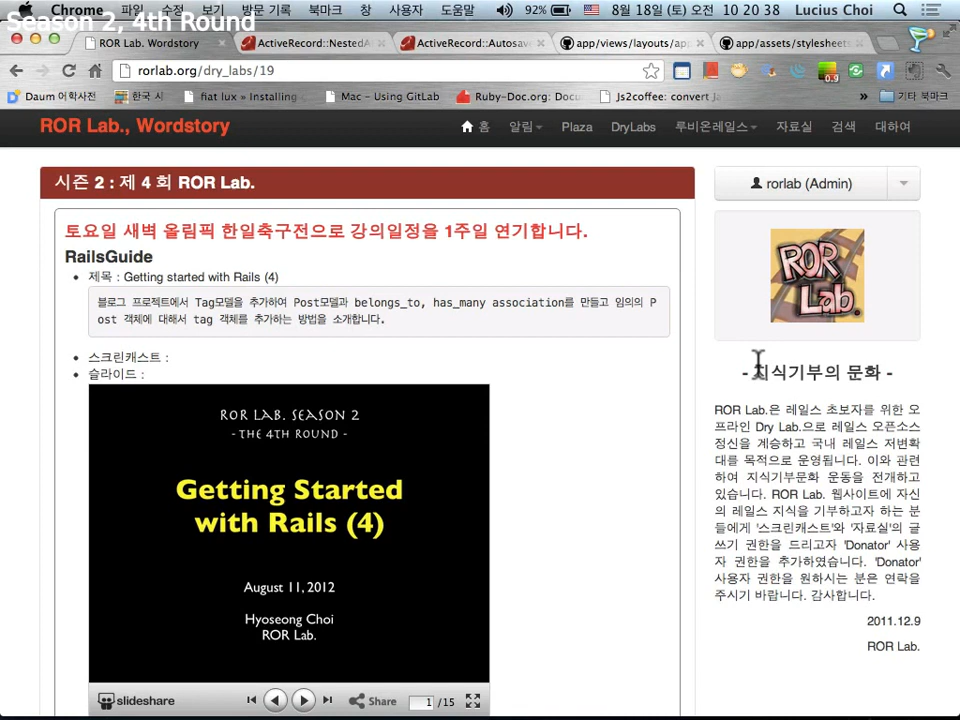 Season 2, 4th Round
Chrome 파일 수정 보기 방문 기록 북마크 창 사용자 도움말 92% 8월 18일 (토) 오전 10 20 38 Lucius Choi
ROR Lab. Wordstory
ActiveRecord::NestedA
ActiveRecord::Autosav
app/views/layouts/app
app/assets/stylesheets
rorlab.org/dry_labs/19
0.9
Daum 어학사전 한국 시 fiat lux » Installing Mac - Using GitLab Ruby-Doc.org: Docu Js2coffee: convert Ja » 기타 북마크
ROR Lab., Wordstory
홈 알림 Plaza DryLabs 루비온레일스 자료실 검색 대하여
시즌 2 : 제 4 회 ROR Lab.
토요일 새벽 올림픽 한일축구전으로 강의일정을 1주일 연기합니다.
RailsGuide
제목 : Getting started with Rails (4)
블로그 프로젝트에서 Tag모델을 추가하여 Post모델과 belongs_to, has_many association를 만들고 임의의 P
ost 객체에 대해서 tag 객체를 추가하는 방법을 소개합니다.
스크린캐스트 :
슬라이드 :
ROR LAB. SEASON 2
- THE 4TH ROUND -
Getting Started
with Rails (4)
August 11, 2012
Hyoseong Choi
ROR Lab.
slideshare
Share
1 /15
rorlab (Admin)
ROR
Lab.
- 지식기부의 문화 -
ROR Lab.은 레일스 초보자를 위한 오
프라인 Dry Lab.으로 레일스 오픈소스
정신을 계승하고 국내 레일스 저변확
대를 목적으로 운영됩니다. 이와 관련
하여 지식기부문화 운동을 전개하고
있습니다. ROR Lab. 웹사이트에 자신
의 레일스 지식을 기부하고자 하는 분
들에게 '스크린캐스트'와 '자료실'의 글
쓰기 권한을 드리고자 'Donator' 사용
자 권한을 추가하였습니다. 'Donator'
사용자 권한을 원하시는 분은 연락을
주시기 바랍니다. 감사합니다.
2011.12.9
ROR Lab.